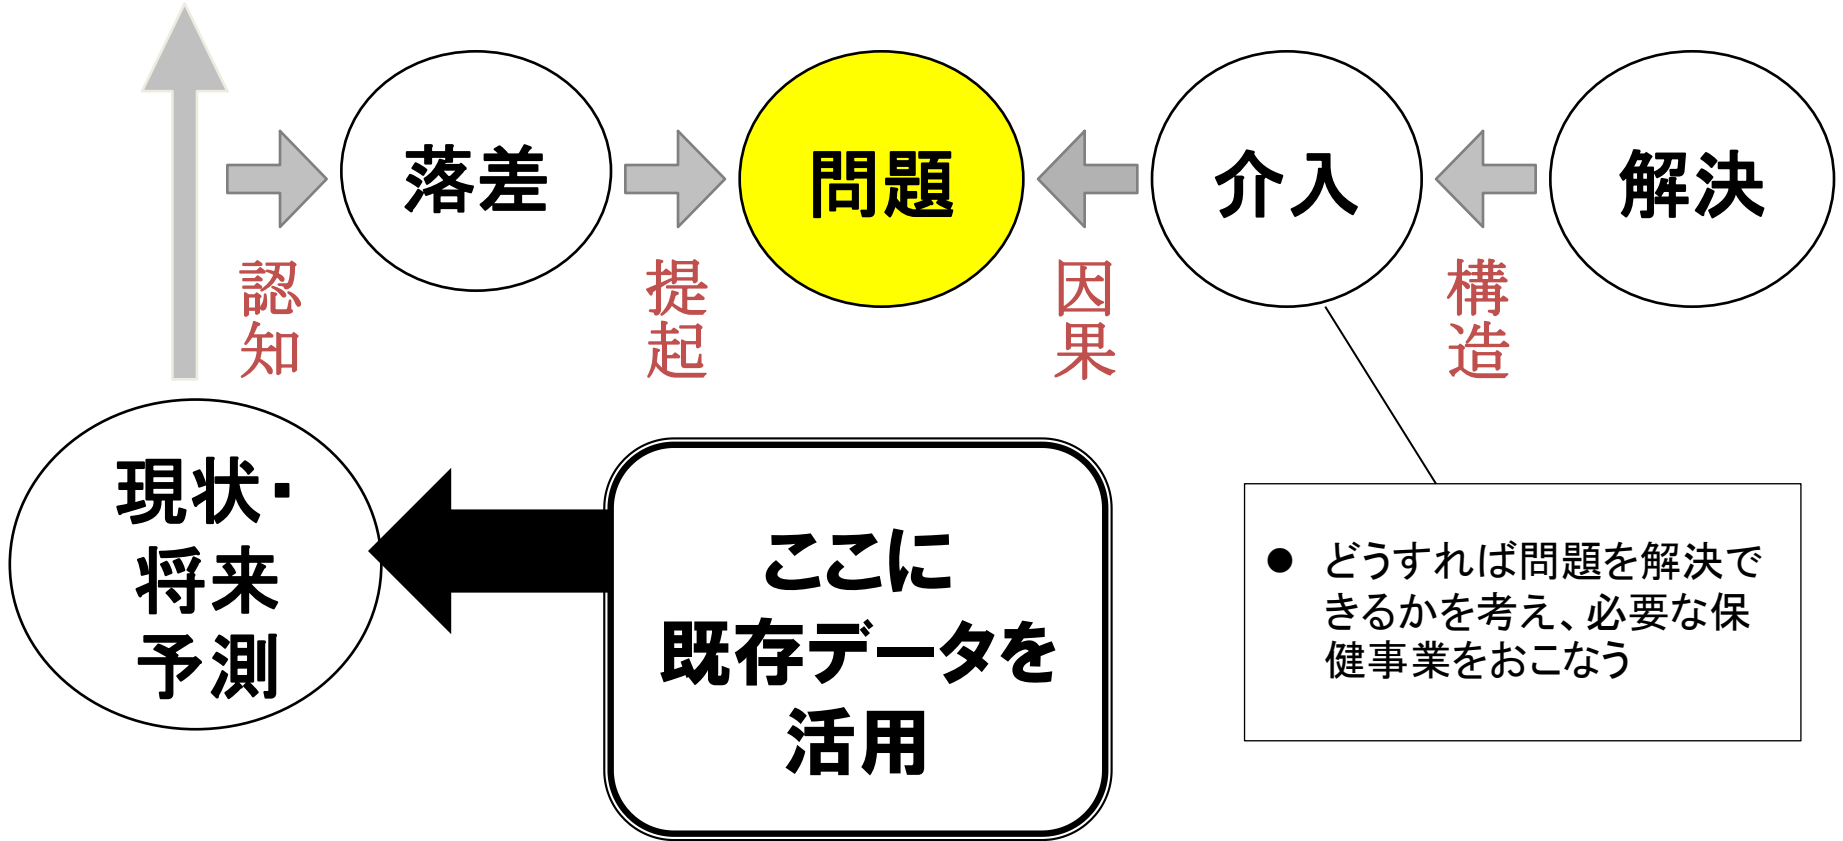 落差
問題
介入
解決
認知
提起
因果
構造
現状・
将来
予測
ここに
既存データを
活用
● どうすれば問題を解決で
きるかを考え、必要な保
健事業をおこなう